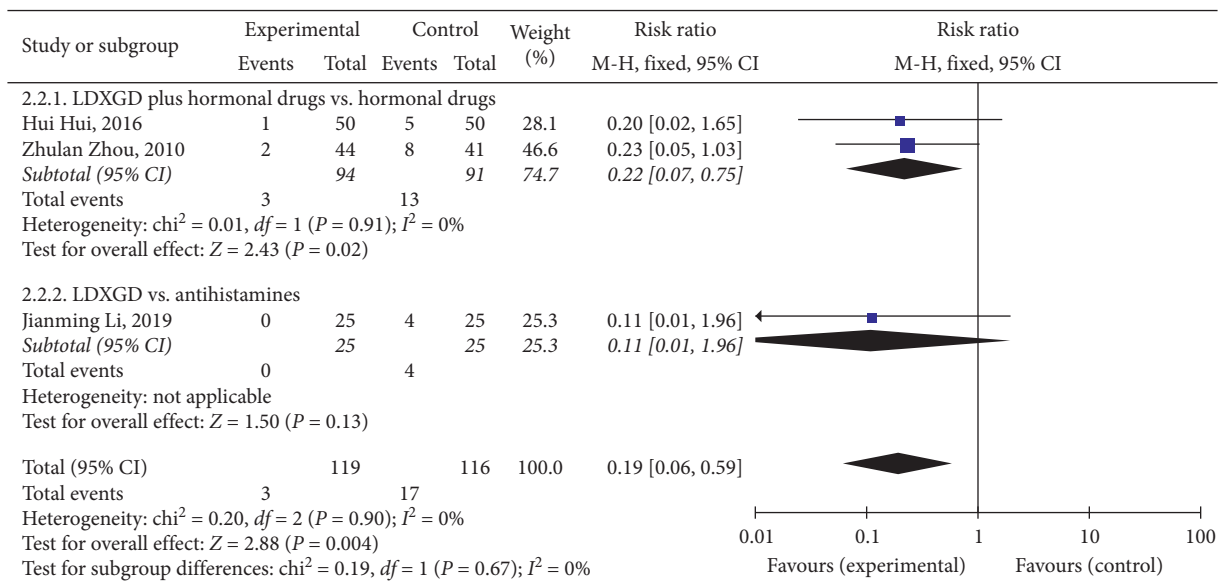 Study or subgroup Experimental Control Weight (%) Risk ratio Risk ratio
Events Total Events Total M-H, fixed, 95% CI M-H, fixed, 95% CI
2.2.1. LDXGD plus hormonal drugs vs. hormonal drugs
Hui Hui, 2016 1 50 5 50 28.1 0.20 [0.02, 1.65]
Zhulan Zhou, 2010 2 44 8 41 46.6 0.23 [0.05, 1.03]
Subtotal (95% CI) 94 91 74.7 0.22 [0.07, 0.75]
Total events 3 13
Heterogeneity: chi² = 0.01, df = 1 (P = 0.91); I² = 0%
Test for overall effect: Z = 2.43 (P = 0.02)
2.2.2. LDXGD vs. antihistamines
Jianming Li, 2019 0 25 4 25 25.3 0.11 [0.01, 1.96]
Subtotal (95% CI) 25 25 25.3 0.11 [0.01, 1.96]
Total events 0 4
Heterogeneity: not applicable
Test for overall effect: Z = 1.50 (P = 0.13)
Total (95% CI) 119 116 100.0 0.19 [0.06, 0.59]
Total events 3 17
Heterogeneity: chi² = 0.20, df = 2 (P = 0.90); I² = 0%
Test for overall effect: Z = 2.88 (P = 0.004)
Test for subgroup differences: chi² = 0.19, df = 1 (P = 0.67); I² = 0%
0.01 0.1 1 10 100
Favours (experimental) Favours (control)